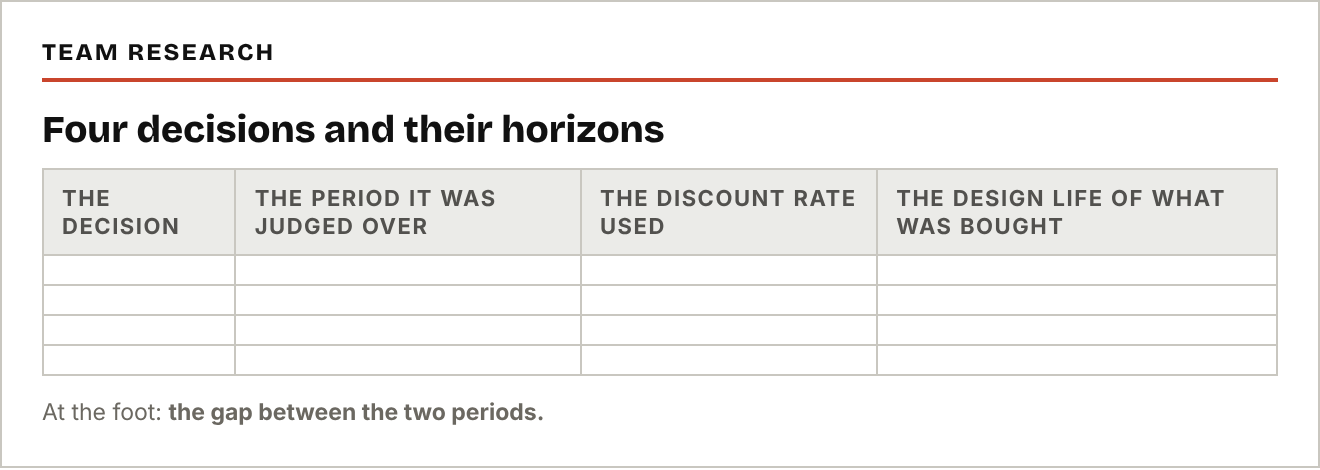 TEAM RESEARCH
Four decisions and their horizons
THE DECISION
THE PERIOD IT WAS JUDGED OVER
THE DISCOUNT RATE USED
THE DESIGN LIFE OF WHAT WAS BOUGHT
At the foot: the gap between the two periods.